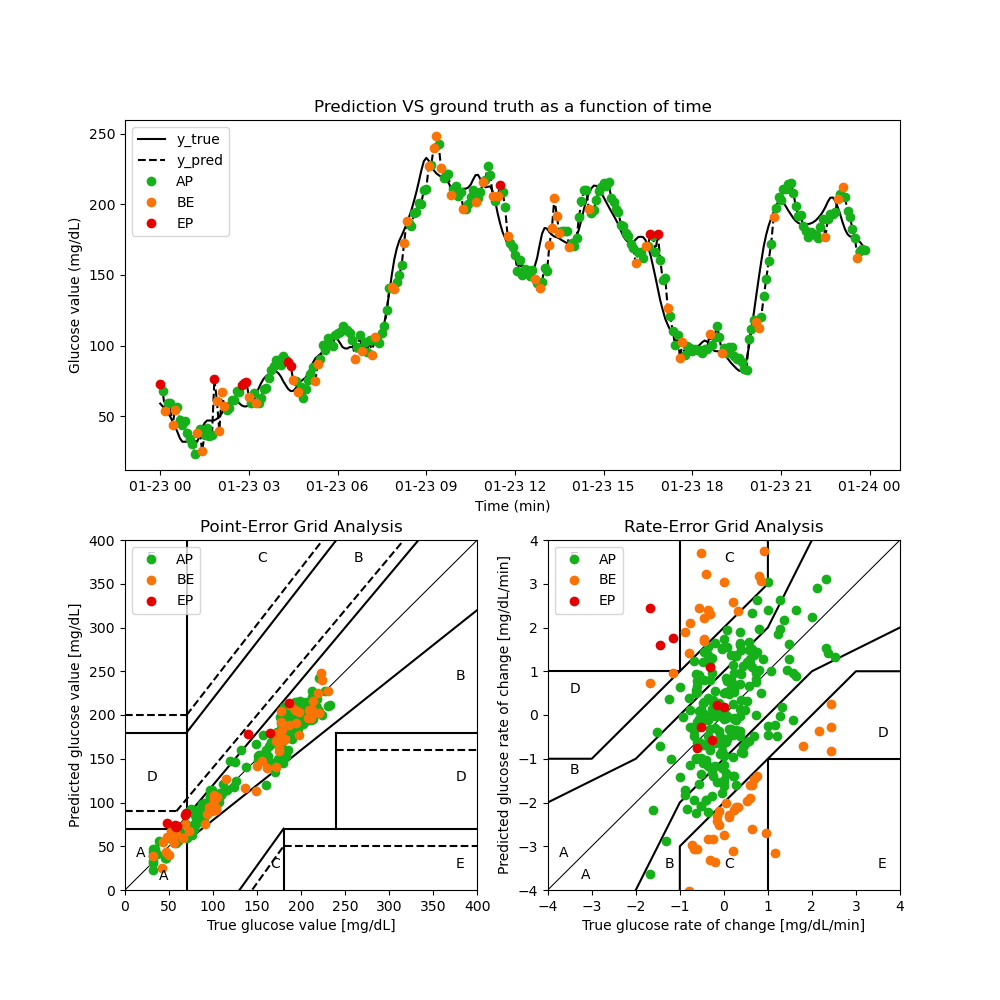 Prediction VS ground truth as a function of time
Glucose value (mg/dL)
250
200
150
100
50
y_true
y_pred
AP
BE
EP
01-23 00 01-23 03 01-23 06 01-23 09 01-23 12 01-23 15 01-23 18 01-23 21 01-24 00
Time (min)
Point-Error Grid Analysis
Predicted glucose value [mg/dL]
400
350
300
250
200
150
100
50
0
AP
BE
EP
C
B
B
D
D
A
A
C
E
0 50 100 150 200 250 300 350 400
True glucose value [mg/dL]
Rate-Error Grid Analysis
Predicted glucose rate of change [mg/dL/min]
4
3
2
1
0
−1
−2
−3
−4
AP
BE
EP
C
D
D
B
A
A
B
C
E
−4 −3 −2 −1 0 1 2 3 4
True glucose rate of change [mg/dL/min]